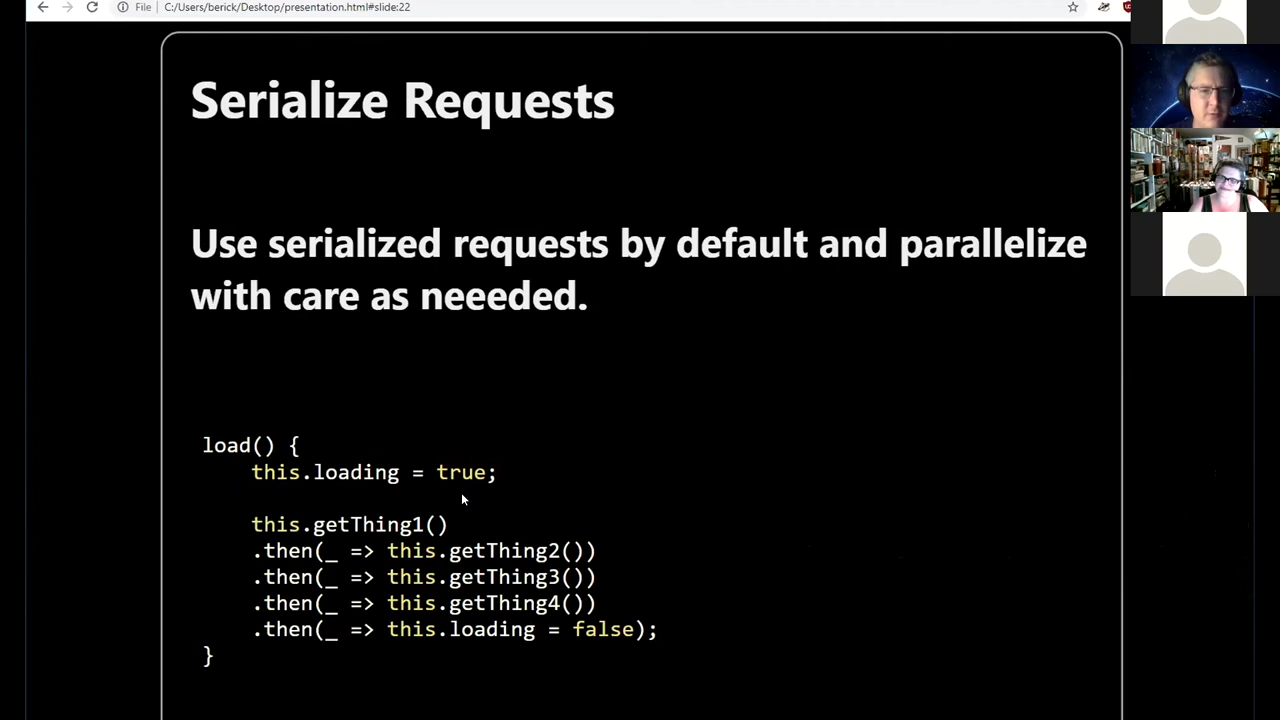 File C:/Users/berick/Desktop/presentation.html#slide:22
Serialize Requests
Use serialized requests by default and parallelize
with care as neeeded.
load() {
this.loading = true;
this.getThing1()
.then(_ => this.getThing2())
.then(_ => this.getThing3())
.then(_ => this.getThing4())
.then(_ => this.loading = false);
}